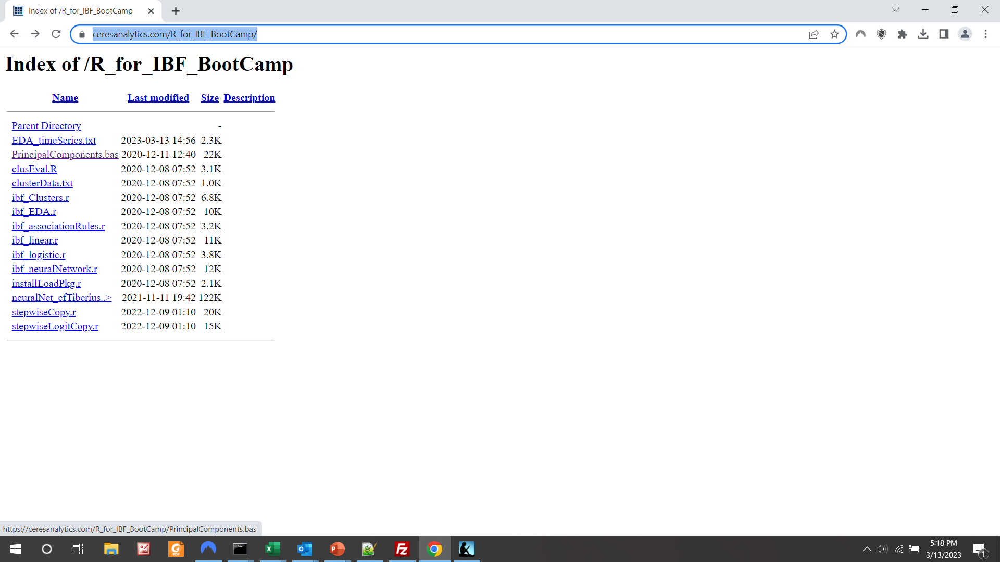 Index of /R_for_IBF_BootCamp
ceresanalytics.com/R_for_IBF_BootCamp/
Index of /R_for_IBF_BootCamp
Name Last modified Size Description
Parent Directory -
EDA_timeSeries.txt 2023-03-13 14:56 2.3K
PrincipalComponents.bas 2020-12-11 12:40 22K
clusEval.R 2020-12-08 07:52 3.1K
clusterData.txt 2020-12-08 07:52 1.0K
ibf_Clusters.r 2020-12-08 07:52 6.8K
ibf_EDA.r 2020-12-08 07:52 10K
ibf_associationRules.r 2020-12-08 07:52 3.2K
ibf_linear.r 2020-12-08 07:52 11K
ibf_logistic.r 2020-12-08 07:52 3.8K
ibf_neuralNetwork.r 2020-12-08 07:52 12K
installLoadPkg.r 2020-12-08 07:52 2.1K
neuralNet_cfTiberius..> 2021-11-11 19:42 122K
stepwiseCopy.r 2022-12-09 01:10 20K
stepwiseLogitCopy.r 2022-12-09 01:10 15K
https://ceresanalytics.com/R_for_IBF_BootCamp/PrincipalComponents.bas
PDF
X
O
P
FZ
5:18 PM
3/13/2023
1